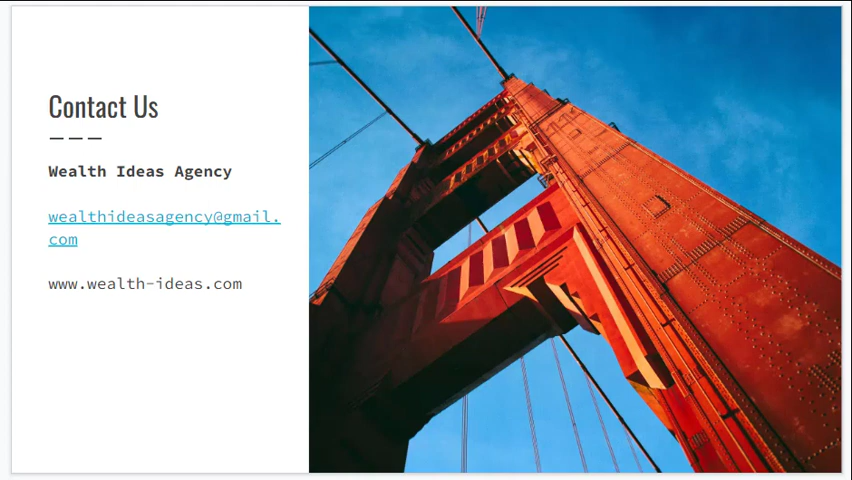 Contact Us
Wealth Ideas Agency
wealthideasagency@gmail.
com
www.wealth-ideas.com